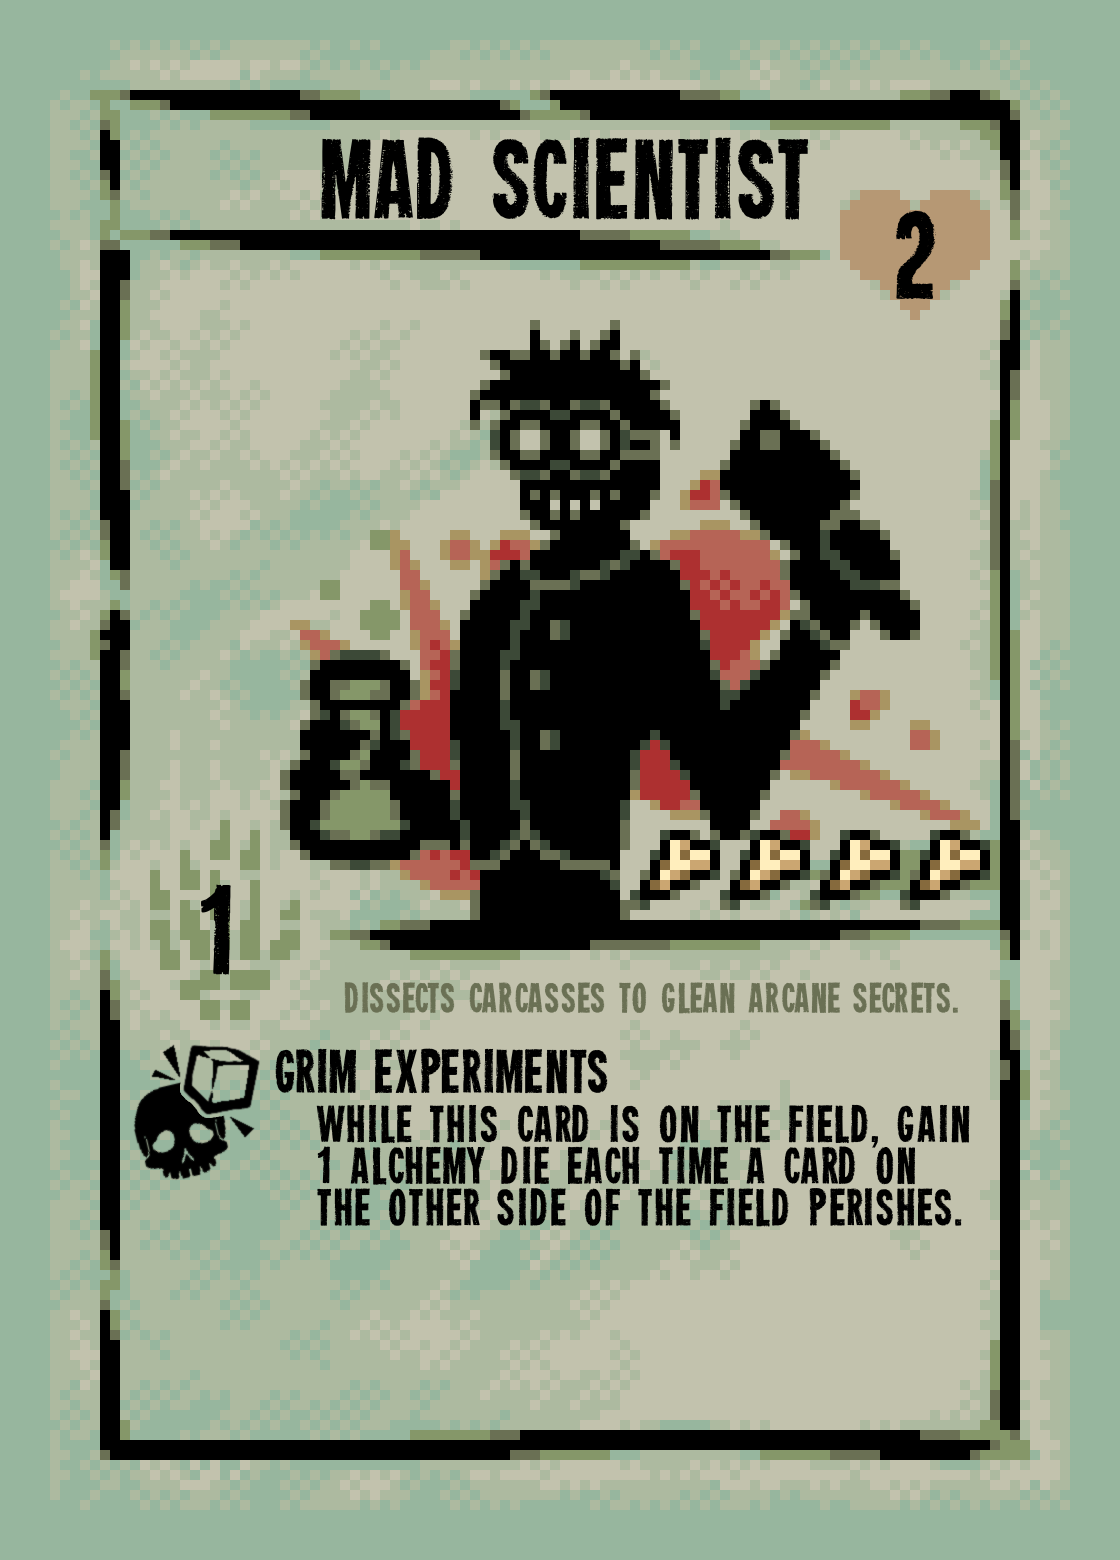 MAD SCIENTIST
2
1
DISSECTS CARCASSES TO GLEAN ARCANE SECRETS.
GRIM EXPERIMENTS
WHILE THIS CARD IS ON THE FIELD, GAIN
1 ALCHEMY DIE EACH TIME A CARD ON
THE OTHER SIDE OF THE FIELD PERISHES.